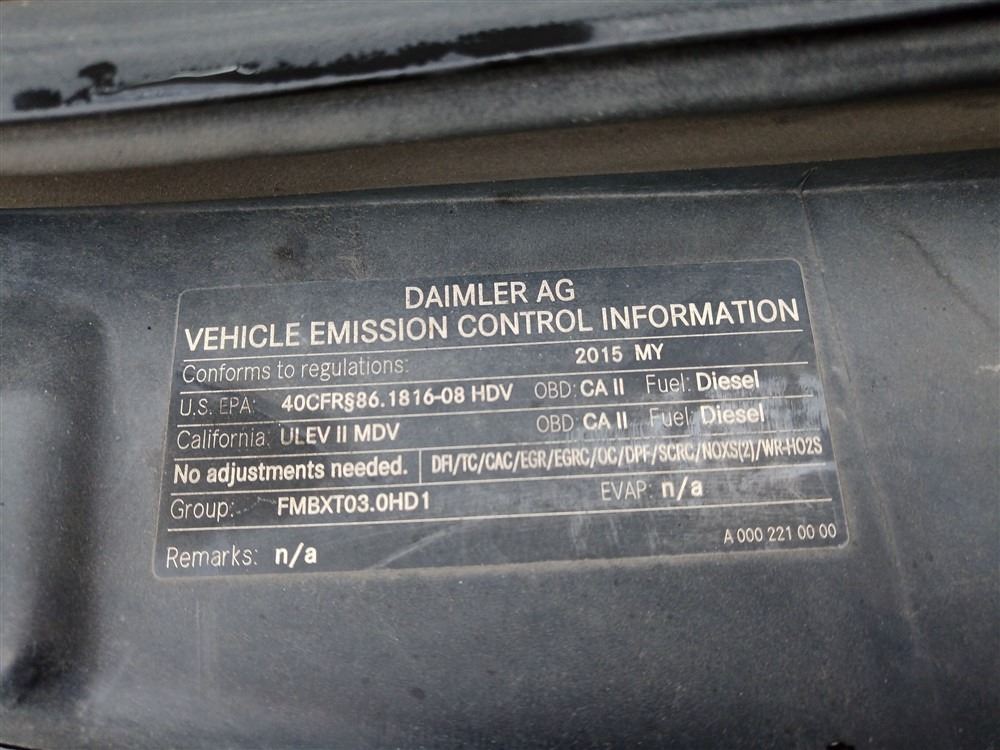 DAIMLER AG
VEHICLE EMISSION CONTROL INFORMATION
Conforms to regulations: 2015 MY
U.S. EPA: 40CFR§86.1816-08 HDV OBD: CA II Fuel: Diesel
California: ULEV II MDV OBD: CA II Fuel: Diesel
No adjustments needed. DFI/TC/CAC/EGR/EGRC/OC/DPF/SCRC/NOXS(2)/WR-HO2S
Group: FMBXT03.0HD1 EVAP: n/a
Remarks: n/a A 000 221 00 00